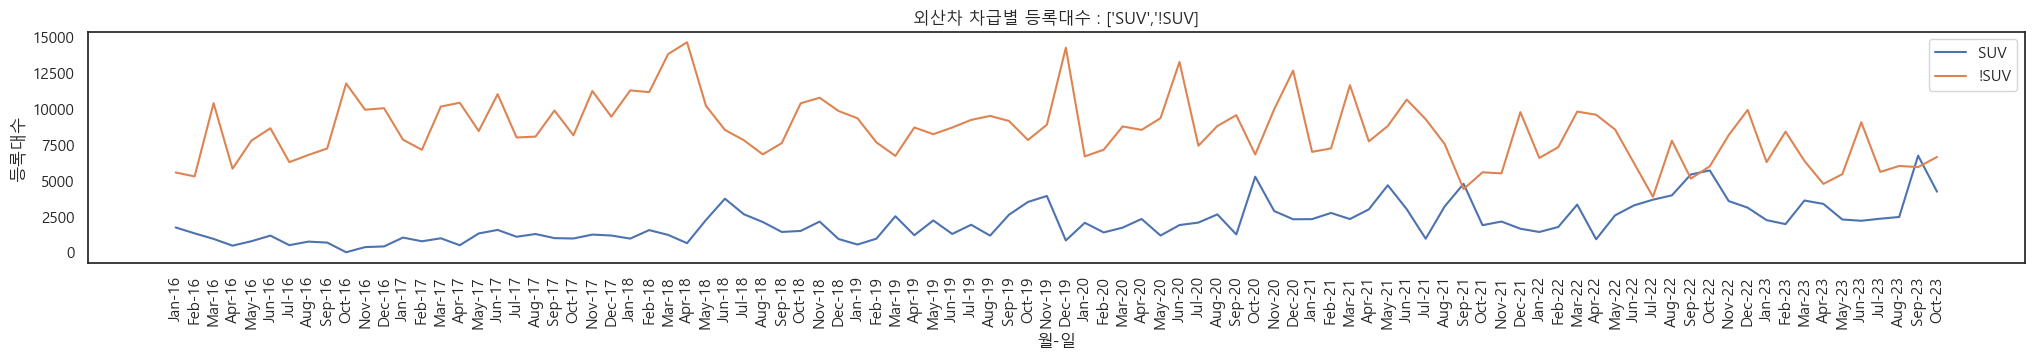 외산차 차급별 등록대수 : ['SUV','!SUV]
등록대수
15000
12500
10000
7500
5000
2500
0
SUV
!SUV
Jan-16
Feb-16
Mar-16
Apr-16
May-16
Jun-16
Jul-16
Aug-16
Sep-16
Oct-16
Nov-16
Dec-16
Jan-17
Feb-17
Mar-17
Apr-17
May-17
Jun-17
Jul-17
Aug-17
Sep-17
Oct-17
Nov-17
Dec-17
Jan-18
Feb-18
Mar-18
Apr-18
May-18
Jun-18
Jul-18
Aug-18
Sep-18
Oct-18
Nov-18
Dec-18
Jan-19
Feb-19
Mar-19
Apr-19
May-19
Jun-19
Jul-19
Aug-19
Sep-19
Oct-19
Nov-19
Dec-19
Jan-20
Feb-20
Mar-20
Apr-20
May-20
Jun-20
Jul-20
Aug-20
Sep-20
Oct-20
Nov-20
Dec-20
Jan-21
Feb-21
Mar-21
Apr-21
May-21
Jun-21
Jul-21
Aug-21
Sep-21
Oct-21
Nov-21
Dec-21
Jan-22
Feb-22
Mar-22
Apr-22
May-22
Jun-22
Jul-22
Aug-22
Sep-22
Oct-22
Nov-22
Dec-22
Jan-23
Feb-23
Mar-23
Apr-23
May-23
Jun-23
Jul-23
Aug-23
Sep-23
Oct-23
월-일